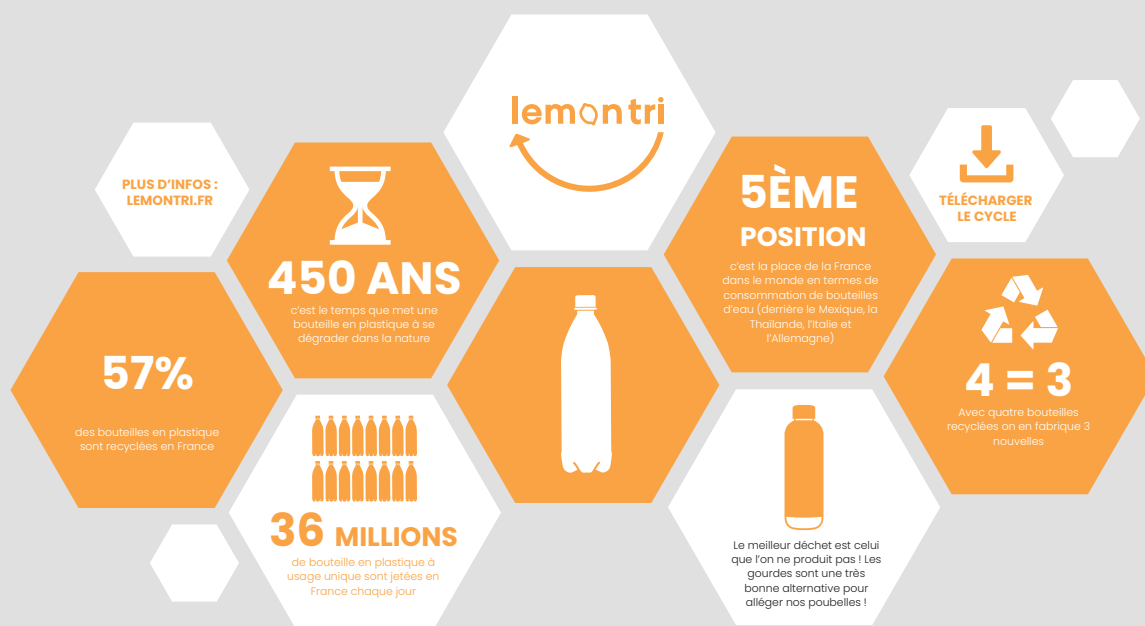 lemontri
PLUS D'INFOS :
LEMONTRI.FR
450 ANS
c'est le temps que met une
bouteille en plastique à se
dégrader dans la nature
5ÈME
POSITION
c'est la place de la France
dans le monde en termes de
consommation de bouteilles
d'eau (derrière le Mexique, la
Thaïlande, l'Italie et
l'Allemagne)
TÉLÉCHARGER
LE CYCLE
57%
des bouteilles en plastique
sont recyclées en France
4 = 3
Avec quatre bouteilles
recyclées on en fabrique 3
nouvelles
36 MILLIONS
de bouteille en plastique à
usage unique sont jetées en
France chaque jour
Le meilleur déchet est celui
que l'on ne produit pas ! Les
gourdes sont une très
bonne alternative pour
alléger nos poubelles !